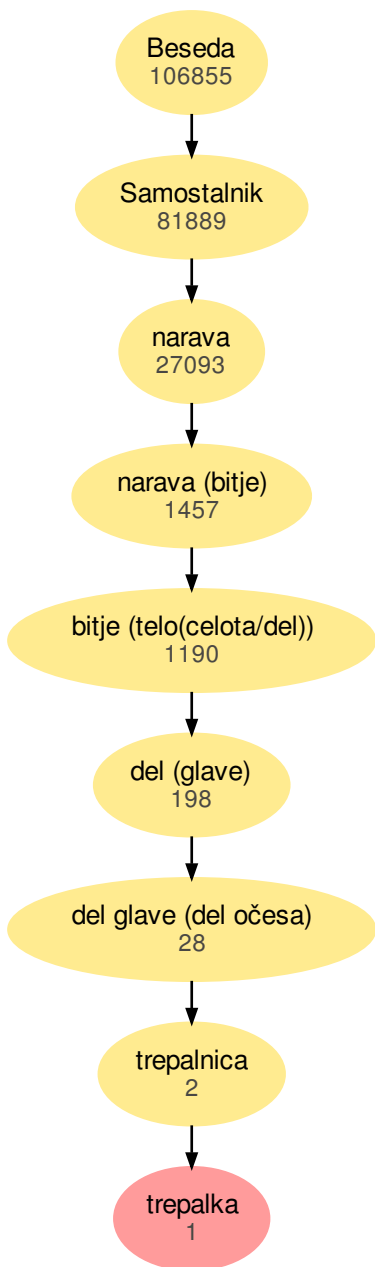 Beseda
106855
Samostalnik
81889
narava
27093
narava (bitje)
1457
bitje (telo(celota/del))
1190
del (glave)
198
del glave (del očesa)
28
trepalnica
2
trepalka
1